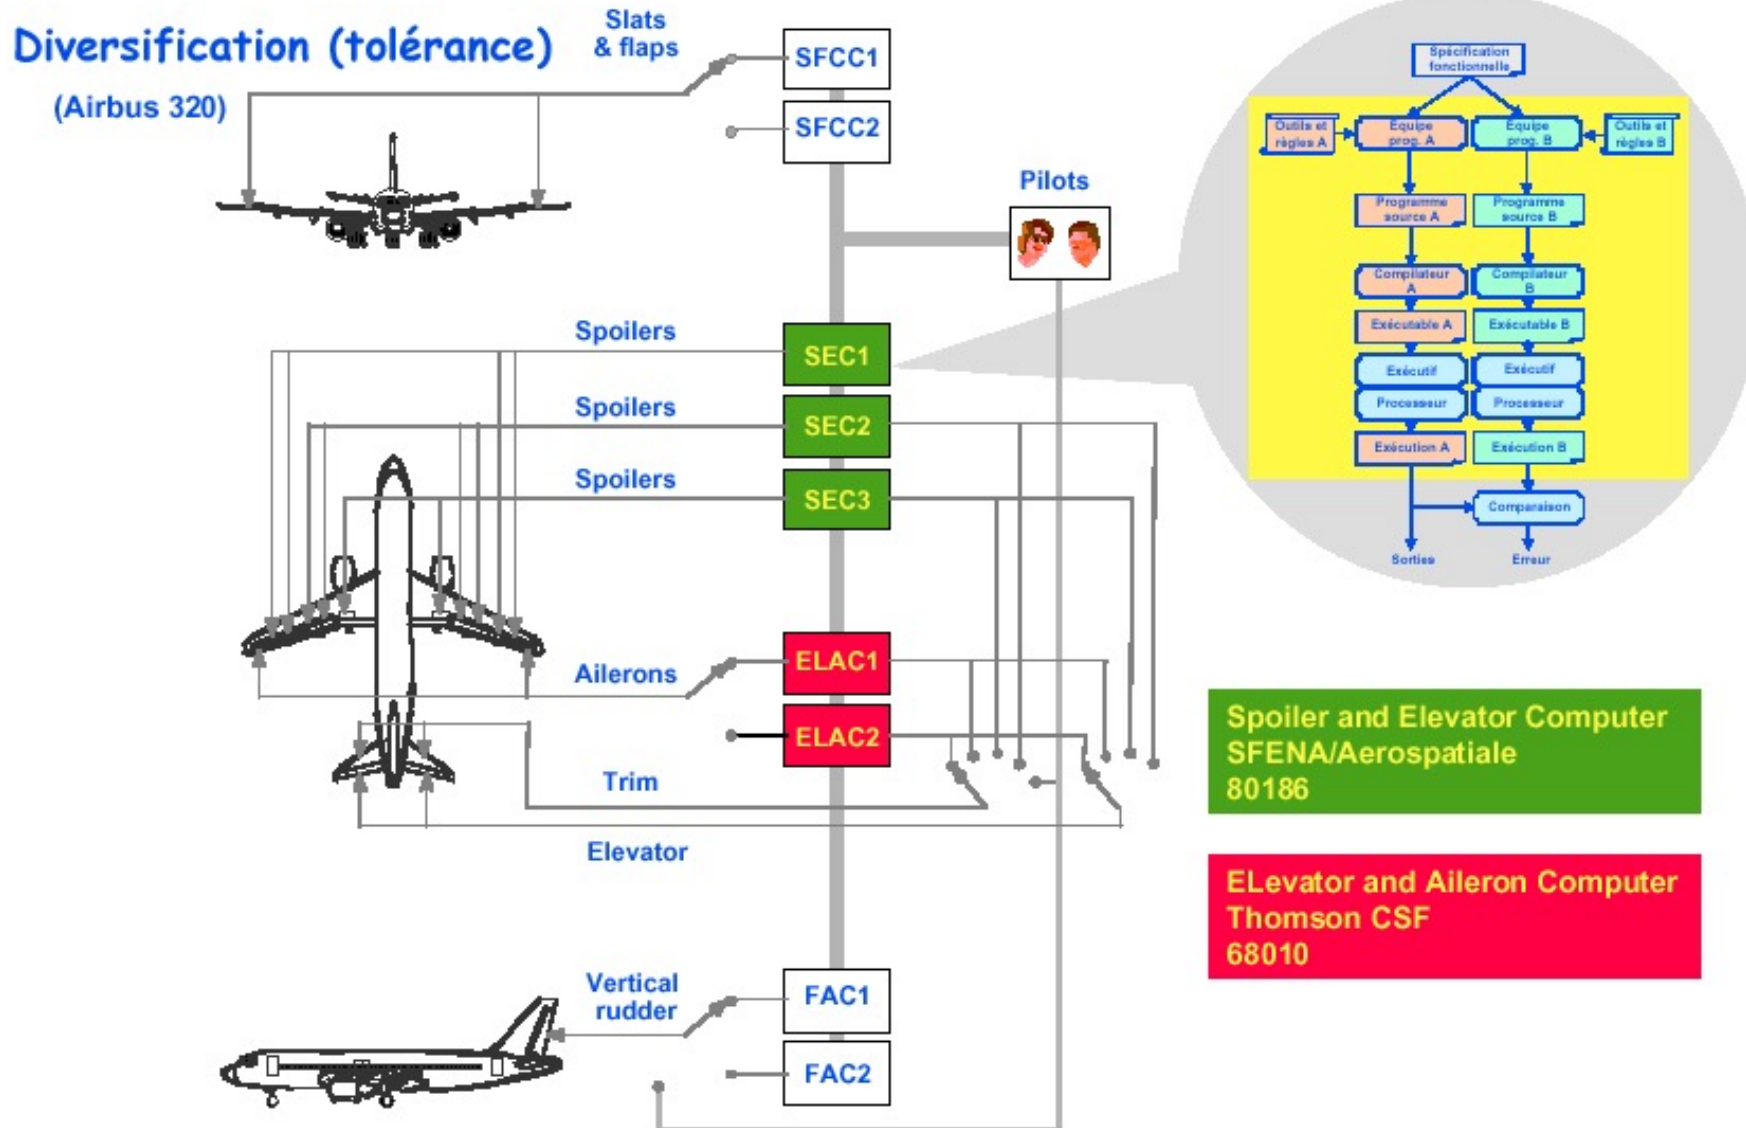 Diversification (tolérance)
(Airbus 320)
Slats
& flaps
SFCC1
SFCC2
Pilots
Spoilers
SEC1
Spoilers
SEC2
Spoilers
SEC3
Ailerons
ELAC1
ELAC2
Trim
Elevator
Vertical
rudder
FAC1
FAC2
Spécification
fonctionnelle
Outils et
règles A
Equipe
prog. A
Equipe
prog. B
Outils et
règles B
Programme
source A
Programme
source B
Compilateur
A
Compilateur
B
Exécutable A
Exécutable B
Exécutif
Exécutif
Processeur
Processeur
Exécution A
Exécution B
Comparaison
Sorties
Erreur
Spoiler and Elevator Computer
SFENA/Aerospatiale
80186
ELevator and Aileron Computer
Thomson CSF
68010